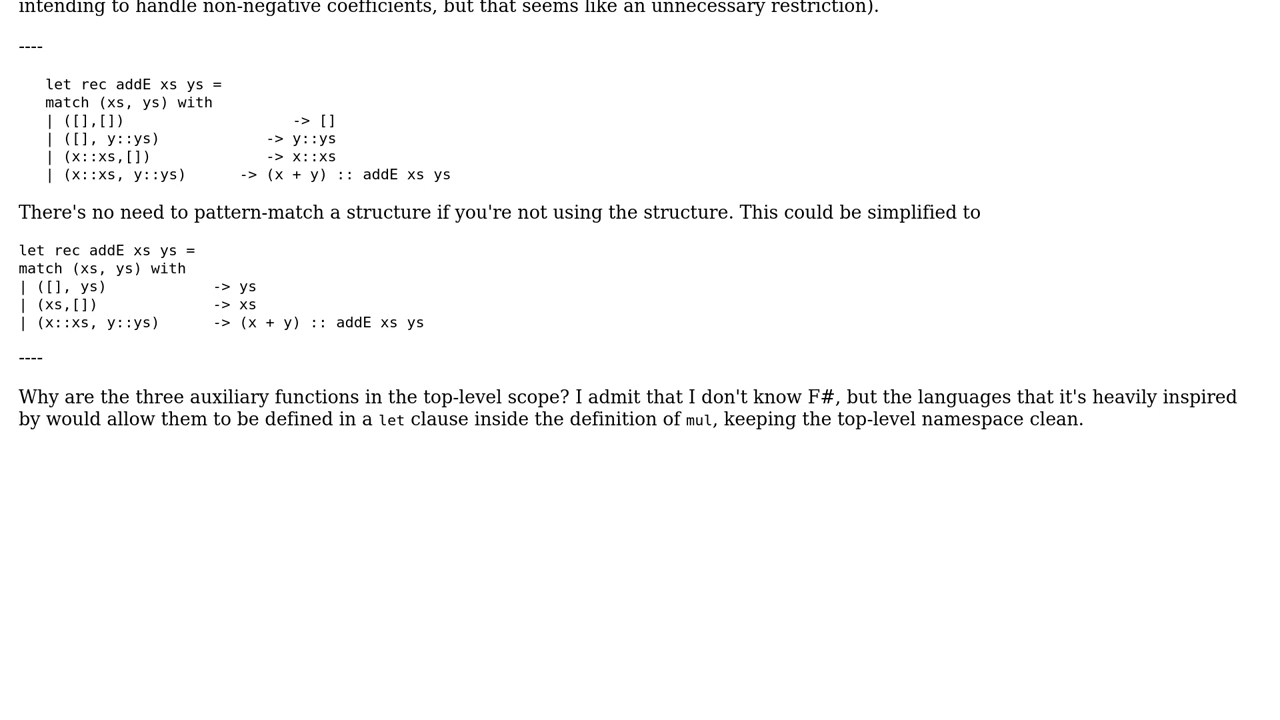 intending to handle non-negative coefficients, but that seems like an unnecessary restriction).
----
let rec addE xs ys =
match (xs, ys) with
| ([],[])                   -> []
| ([], y::ys)            -> y::ys
| (x::xs,[])             -> x::xs
| (x::xs, y::ys)      -> (x + y) :: addE xs ys
There's no need to pattern-match a structure if you're not using the structure. This could be simplified to
let rec addE xs ys =
match (xs, ys) with
| ([], ys)            -> ys
| (xs,[])             -> xs
| (x::xs, y::ys)      -> (x + y) :: addE xs ys
----
Why are the three auxiliary functions in the top-level scope? I admit that I don't know F#, but the languages that it's heavily inspired
by would allow them to be defined in a let clause inside the definition of mul, keeping the top-level namespace clean.